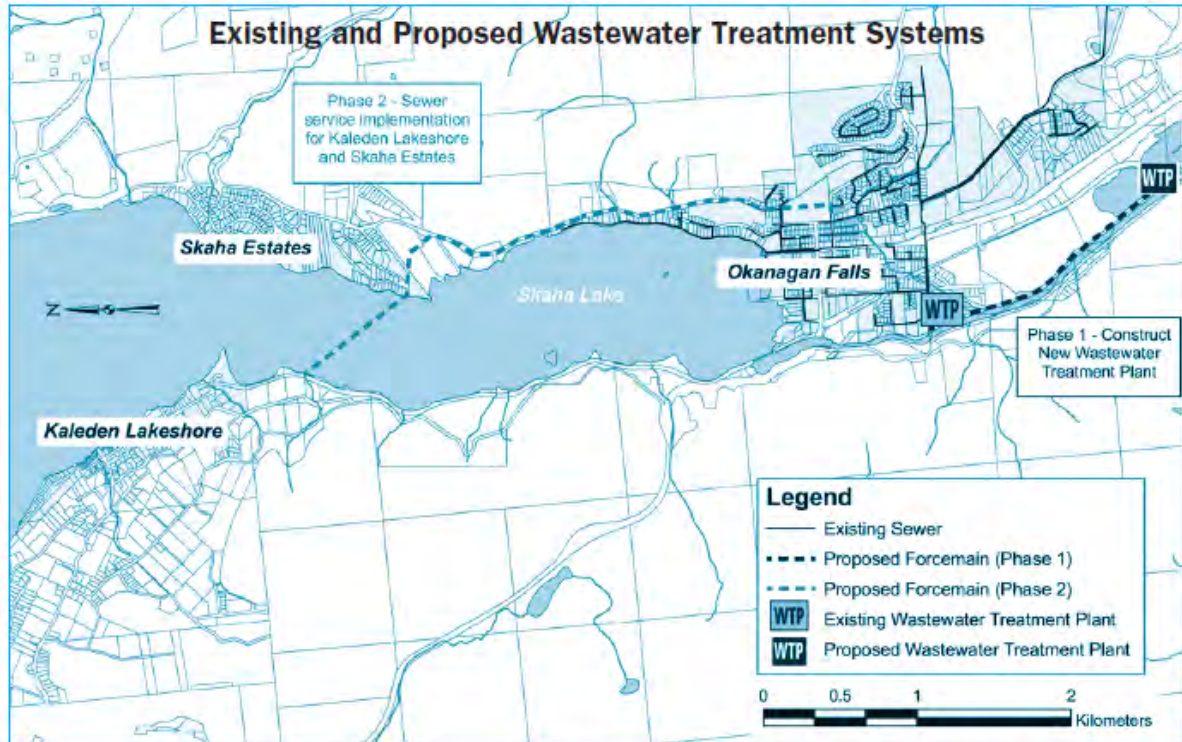 Existing and Proposed Wastewater Treatment Systems
Phase 2 - Sewer
service implementation
for Kaleden Lakeshore
and Skaha Estates
WTP
Skaha Estates
Okanagan Falls
Skaha Lake
N
WTP
Phase 1 - Construct
New Wastewater
Treatment Plant
Kaleden Lakeshore
Legend
Existing Sewer
Proposed Forcemain (Phase 1)
Proposed Forcemain (Phase 2)
WTP Existing Wastewater Treatment Plant
WTP Proposed Wastewater Treatment Plant
0 0.5 1 2
Kilometers